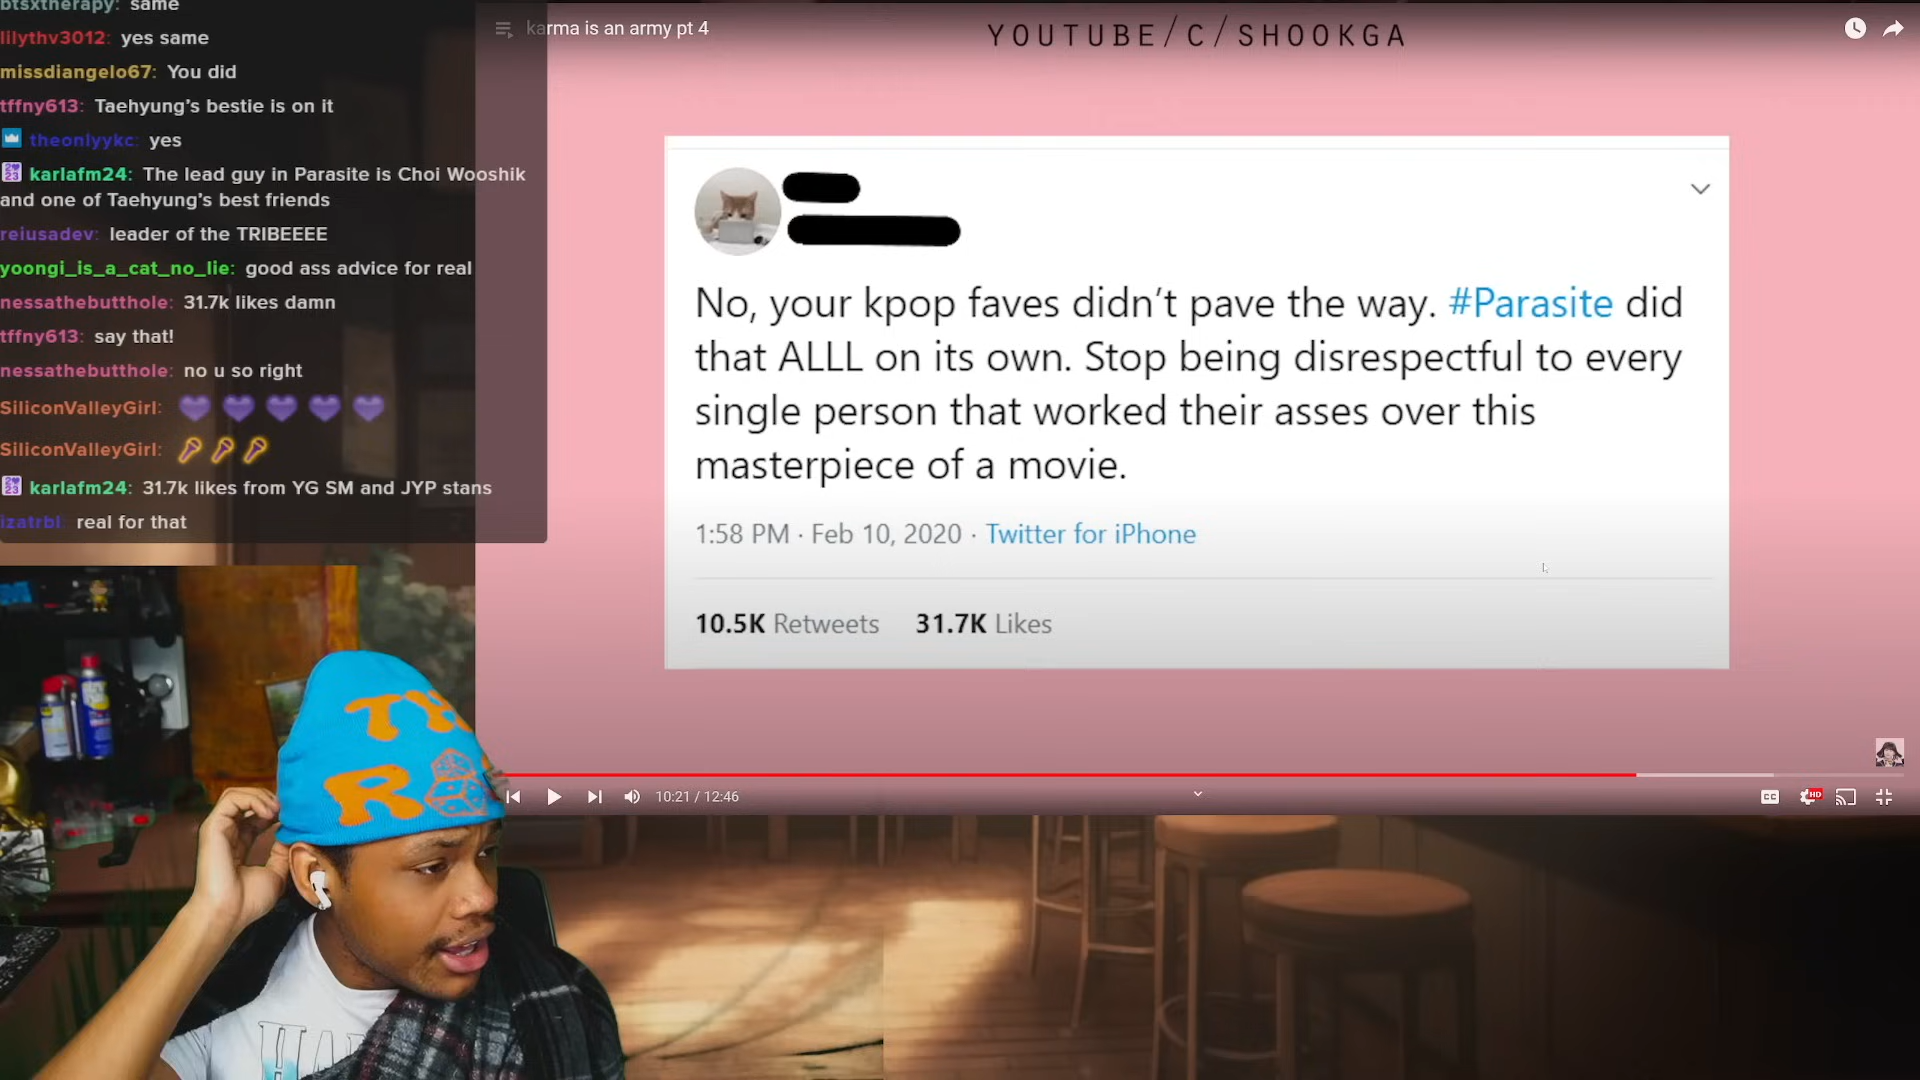 btsxtherapy: same
lilythv3012: yes same
missdiangelo67: You did
tffny613: Taehyung’s bestie is on it
theonlyykc: yes
karlafm24: The lead guy in Parasite is Choi Wooshik
and one of Taehyung’s best friends
reiusadev: leader of the TRIBEEEE
yoongi_is_a_cat_no_lie: good ass advice for real
nessathebutthole: 31.7k likes damn
tffny613: say that!
nessathebutthole: no u so right
SiliconValleyGirl:
SiliconValleyGirl:
karlafm24: 31.7k likes from YG SM and JYP stans
izatrbl: real for that
karma is an army pt 4
YOUTUBE/C/SHOOKGA
No, your kpop faves didn’t pave the way. #Parasite did
that ALLL on its own. Stop being disrespectful to every
single person that worked their asses over this
masterpiece of a movie.
1:58 PM · Feb 10, 2020 · Twitter for iPhone
10.5K Retweets 31.7K Likes
10:21 / 12:46
CC
HD